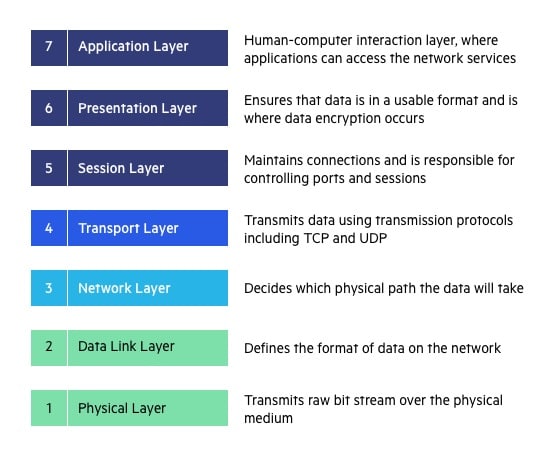 7 Application Layer
Human-computer interaction layer, where
applications can access the network services
6 Presentation Layer
Ensures that data is in a usable format and is
where data encryption occurs
5 Session Layer
Maintains connections and is responsible for
controlling ports and sessions
4 Transport Layer
Transmits data using transmission protocols
including TCP and UDP
3 Network Layer
Decides which physical path the data will take
2 Data Link Layer
Defines the format of data on the network
1 Physical Layer
Transmits raw bit stream over the physical
medium